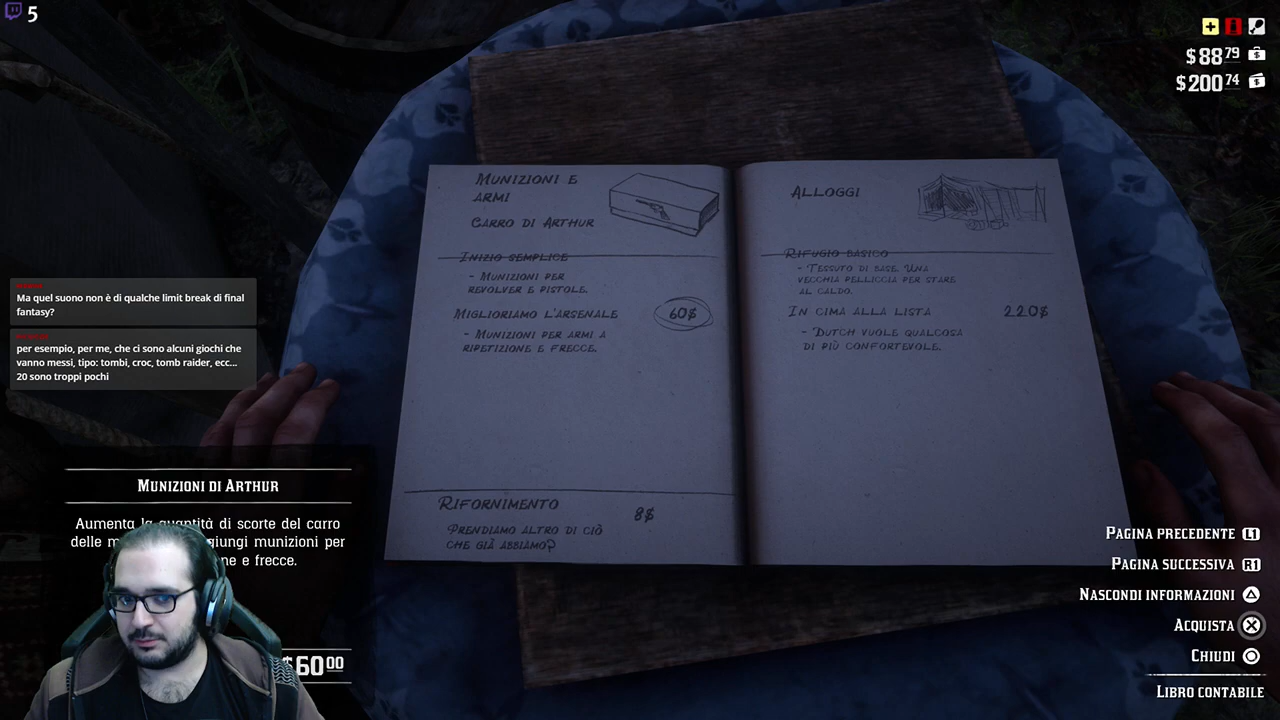 5
$88.79
$200.74
Munizioni e
armi
Carro di Arthur
Inizio semplice
- Munizioni per
revolver e pistole.
Miglioriamo l'arsenale 60$
- Munizioni per armi a
ripetizione e frecce.
Rifornimento 8$
Prendiamo altro di ciò
che già abbiamo?
Alloggi
Rifugio basico
- Tessuto di base. Una
vecchia pelliccia per stare
al caldo.
In cima alla lista 220$
- Dutch vuole qualcosa
di più confortevole.
Ma quel suono non è di qualche limit break di final
fantasy?
per esempio, per me, che ci sono alcuni giochi che
vanno messi, tipo: tombi, croc, tomb raider, ecc...
20 sono troppi pochi
Munizioni di Arthur
Aumenta la quantità di scorte del carro
delle giungi munizioni per
ne e frecce.
$60.00
Pagina precedente L1
Pagina successiva R1
Nascondi informazioni
Acquista
Chiudi
Libro contabile